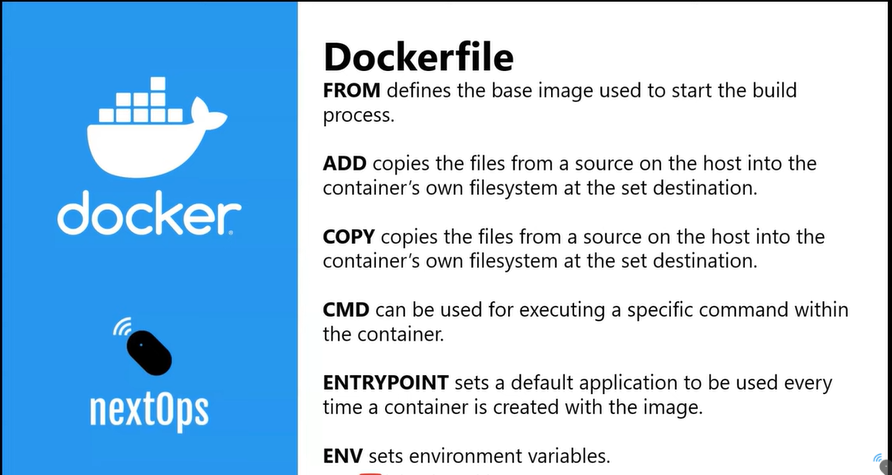 Dockerfile
FROM defines the base image used to start the build
process.
ADD copies the files from a source on the host into the
container's own filesystem at the set destination.
COPY copies the files from a source on the host into the
container's own filesystem at the set destination.
CMD can be used for executing a specific command within
the container.
ENTRYPOINT sets a default application to be used every
time a container is created with the image.
ENV sets environment variables.
docker
nextOps